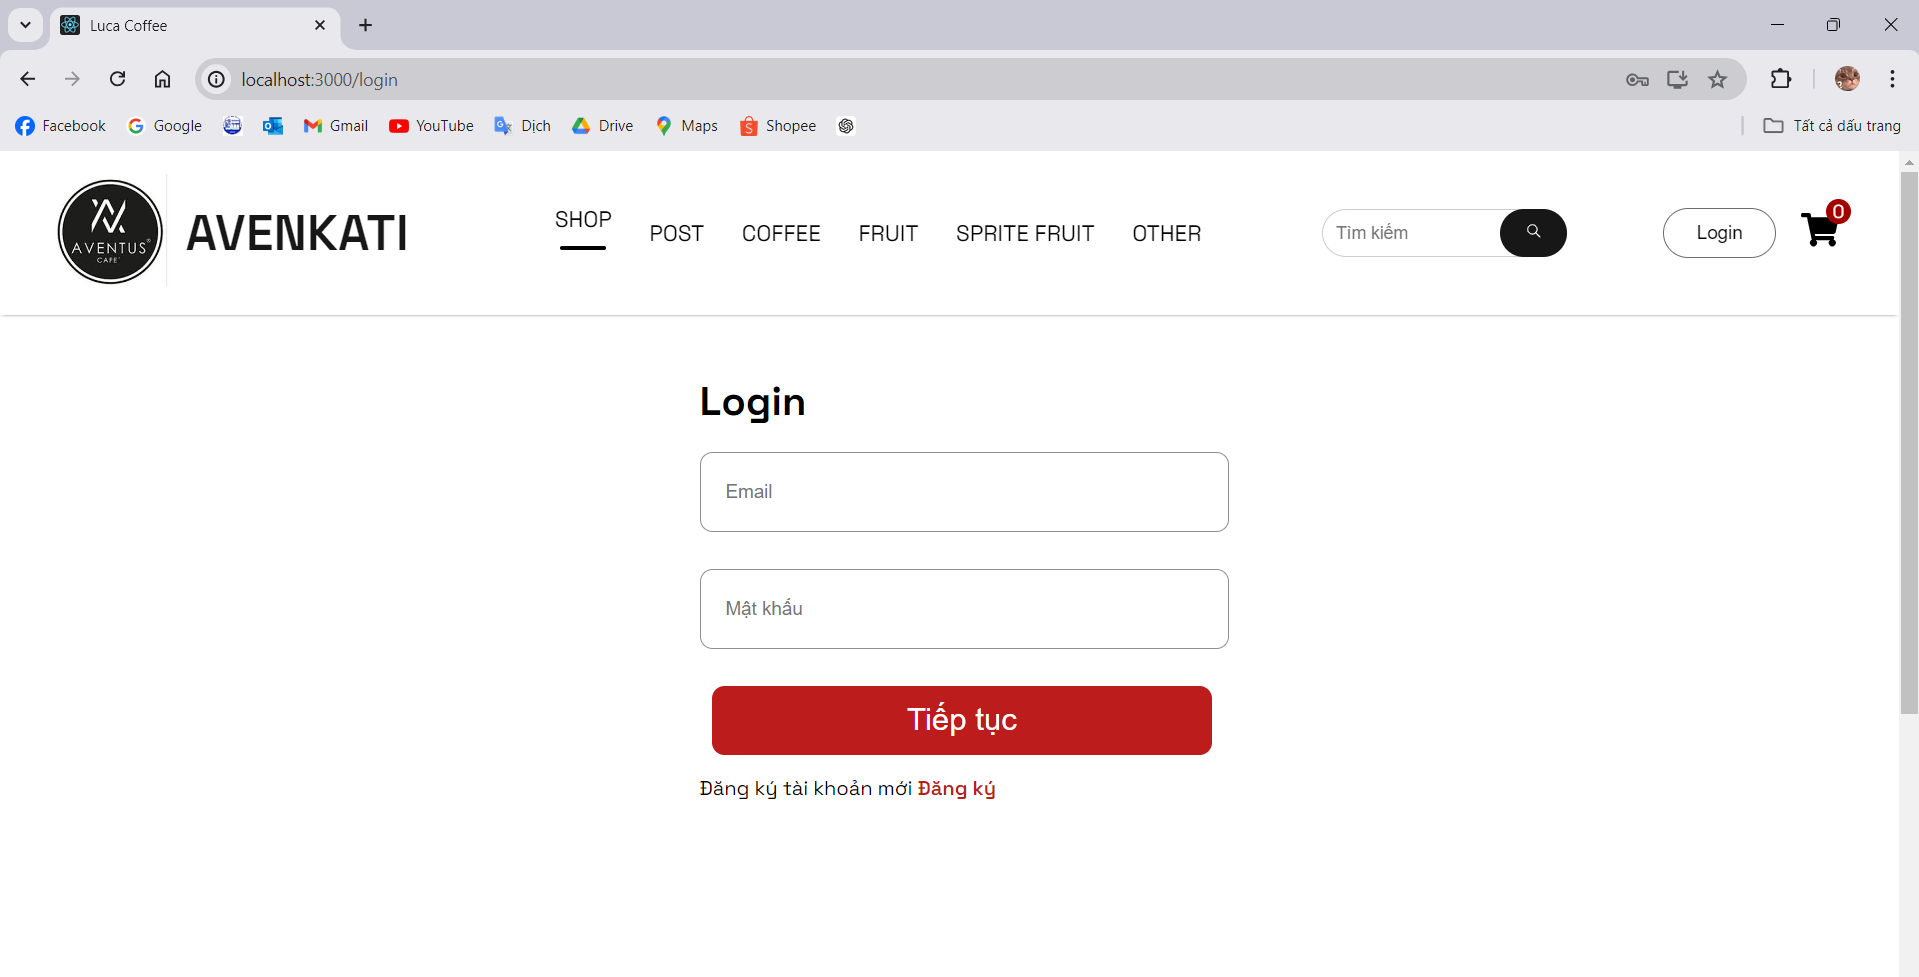 Luca Coffee
localhost:3000/login
Facebook Google Gmail YouTube Dịch Drive Maps Shopee Tất cả dấu trang
AVENTUS®
CAFE'
AVENKATI
SHOP POST COFFEE FRUIT SPRITE FRUIT OTHER
Tìm kiếm
Login
0
Login
Email
Mật khẩu
Tiếp tục
Đăng ký tài khoản mới Đăng ký